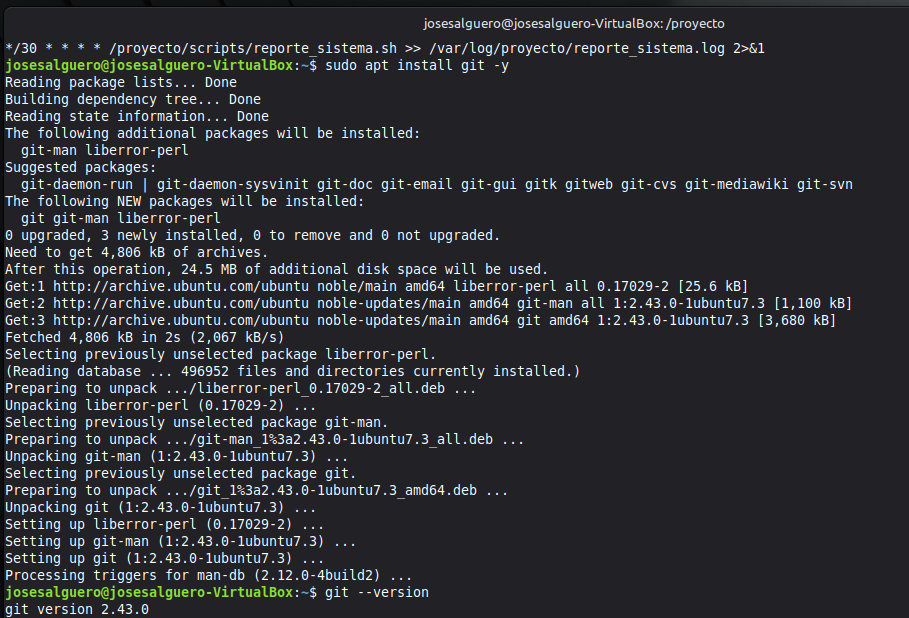 josesalguero@josesalguero-VirtualBox: /proyecto
*/30 * * * * /proyecto/scripts/reporte_sistema.sh >> /var/log/proyecto/reporte_sistema.log 2>&1
josesalguero@josesalguero-VirtualBox:~$ sudo apt install git -y
Reading package lists... Done
Building dependency tree... Done
Reading state information... Done
The following additional packages will be installed:
  git-man liberror-perl
Suggested packages:
  git-daemon-run | git-daemon-sysvinit git-doc git-email git-gui gitk gitweb git-cvs git-mediawiki git-svn
The following NEW packages will be installed:
  git git-man liberror-perl
0 upgraded, 3 newly installed, 0 to remove and 0 not upgraded.
Need to get 4,806 kB of archives.
After this operation, 24.5 MB of additional disk space will be used.
Get:1 http://archive.ubuntu.com/ubuntu noble/main amd64 liberror-perl all 0.17029-2 [25.6 kB]
Get:2 http://archive.ubuntu.com/ubuntu noble-updates/main amd64 git-man all 1:2.43.0-1ubuntu7.3 [1,100 kB]
Get:3 http://archive.ubuntu.com/ubuntu noble-updates/main amd64 git amd64 1:2.43.0-1ubuntu7.3 [3,680 kB]
Fetched 4,806 kB in 2s (2,067 kB/s)
Selecting previously unselected package liberror-perl.
(Reading database ... 496952 files and directories currently installed.)
Preparing to unpack .../liberror-perl_0.17029-2_all.deb ...
Unpacking liberror-perl (0.17029-2) ...
Selecting previously unselected package git-man.
Preparing to unpack .../git-man_1%3a2.43.0-1ubuntu7.3_all.deb ...
Unpacking git-man (1:2.43.0-1ubuntu7.3) ...
Selecting previously unselected package git.
Preparing to unpack .../git_1%3a2.43.0-1ubuntu7.3_amd64.deb ...
Unpacking git (1:2.43.0-1ubuntu7.3) ...
Setting up liberror-perl (0.17029-2) ...
Setting up git-man (1:2.43.0-1ubuntu7.3) ...
Setting up git (1:2.43.0-1ubuntu7.3) ...
Processing triggers for man-db (2.12.0-4build2) ...
josesalguero@josesalguero-VirtualBox:~$ git --version
git version 2.43.0